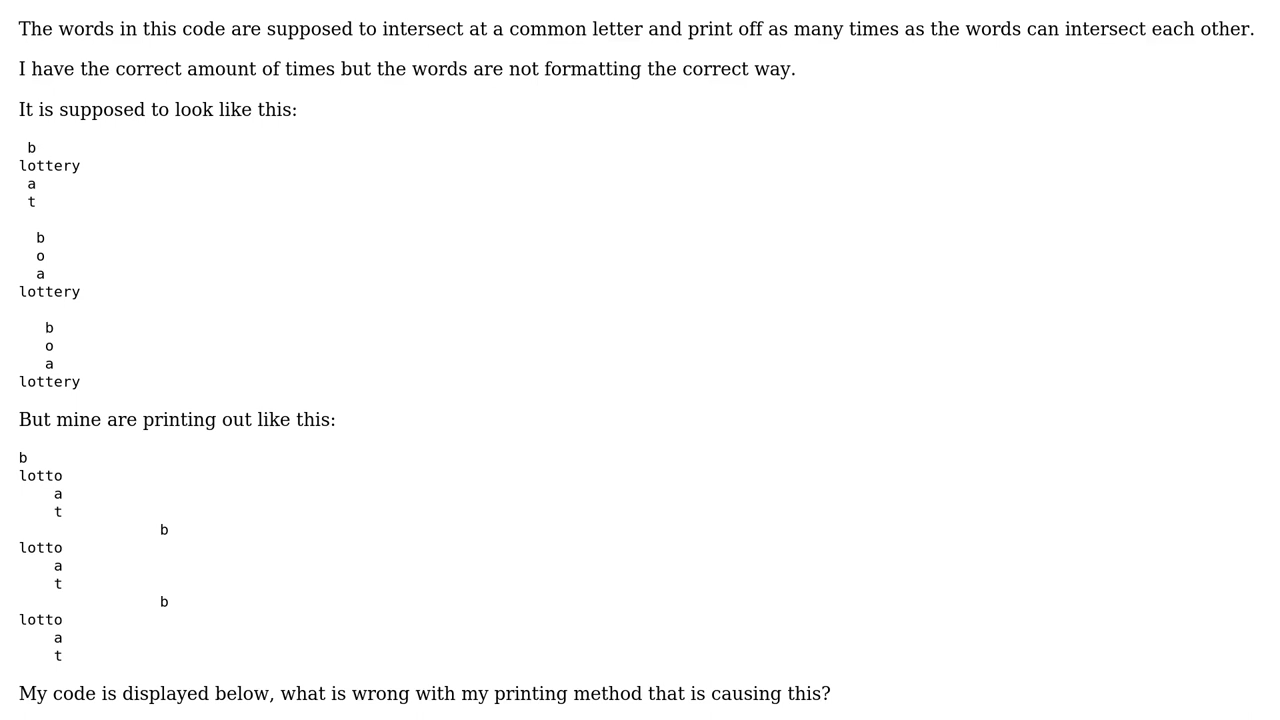 The words in this code are supposed to intersect at a common letter and print off as many times as the words can intersect each other.
I have the correct amount of times but the words are not formatting the correct way.
It is supposed to look like this:
 b
lottery
 a
 t

  b
  o
  a
lottery

   b
   o
   a
lottery
But mine are printing out like this:
b
lotto
    a
    t
                b
lotto
    a
    t
                b
lotto
    a
    t
My code is displayed below, what is wrong with my printing method that is causing this?